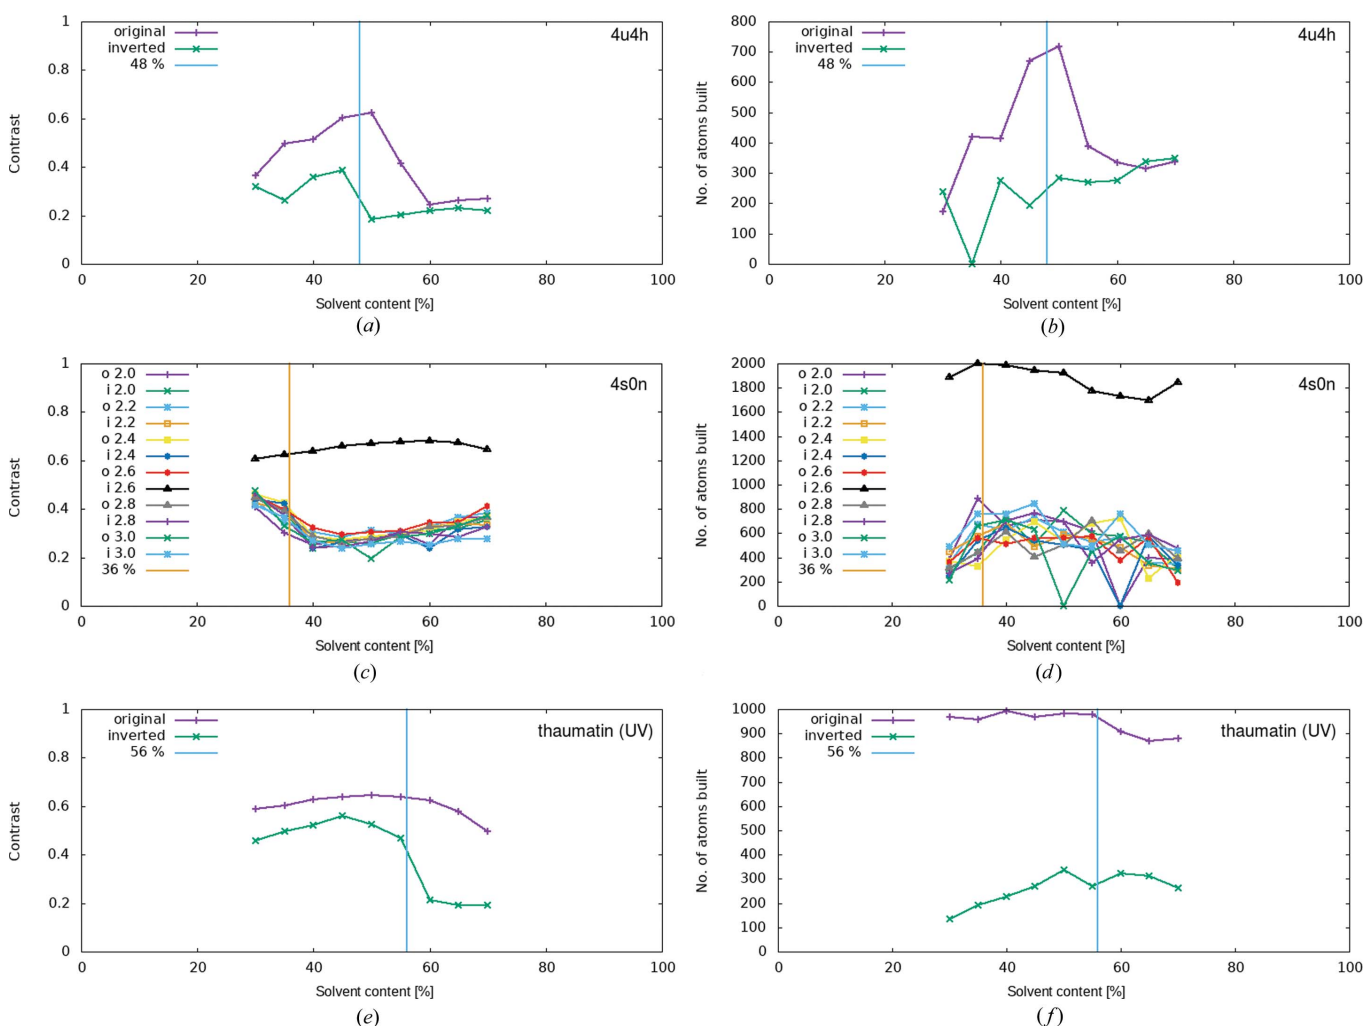 original
inverted
48 %
4u4h
1
0.8
0.6
0.4
0.2
0
Contrast
0 20 40 60 80 100
Solvent content [%]
(a)
original
inverted
48 %
4u4h
800
700
600
500
400
300
200
100
0
No. of atoms built
0 20 40 60 80 100
Solvent content [%]
(b)
o 2.0
i 2.0
o 2.2
i 2.2
o 2.4
i 2.4
o 2.6
i 2.6
o 2.8
i 2.8
o 3.0
i 3.0
36 %
4s0n
1
0.8
0.6
0.4
0.2
0
Contrast
0 20 40 60 80 100
Solvent content [%]
(c)
o 2.0
i 2.0
o 2.2
i 2.2
o 2.4
i 2.4
o 2.6
i 2.6
o 2.8
i 2.8
o 3.0
i 3.0
36 %
4s0n
2000
1800
1600
1400
1200
1000
800
600
400
200
0
No. of atoms built
0 20 40 60 80 100
Solvent content [%]
(d)
original
inverted
56 %
thaumatin (UV)
1
0.8
0.6
0.4
0.2
0
Contrast
0 20 40 60 80 100
Solvent content [%]
(e)
original
inverted
56 %
thaumatin (UV)
1000
900
800
700
600
500
400
300
200
100
0
No. of atoms built
0 20 40 60 80 100
Solvent content [%]
(f)